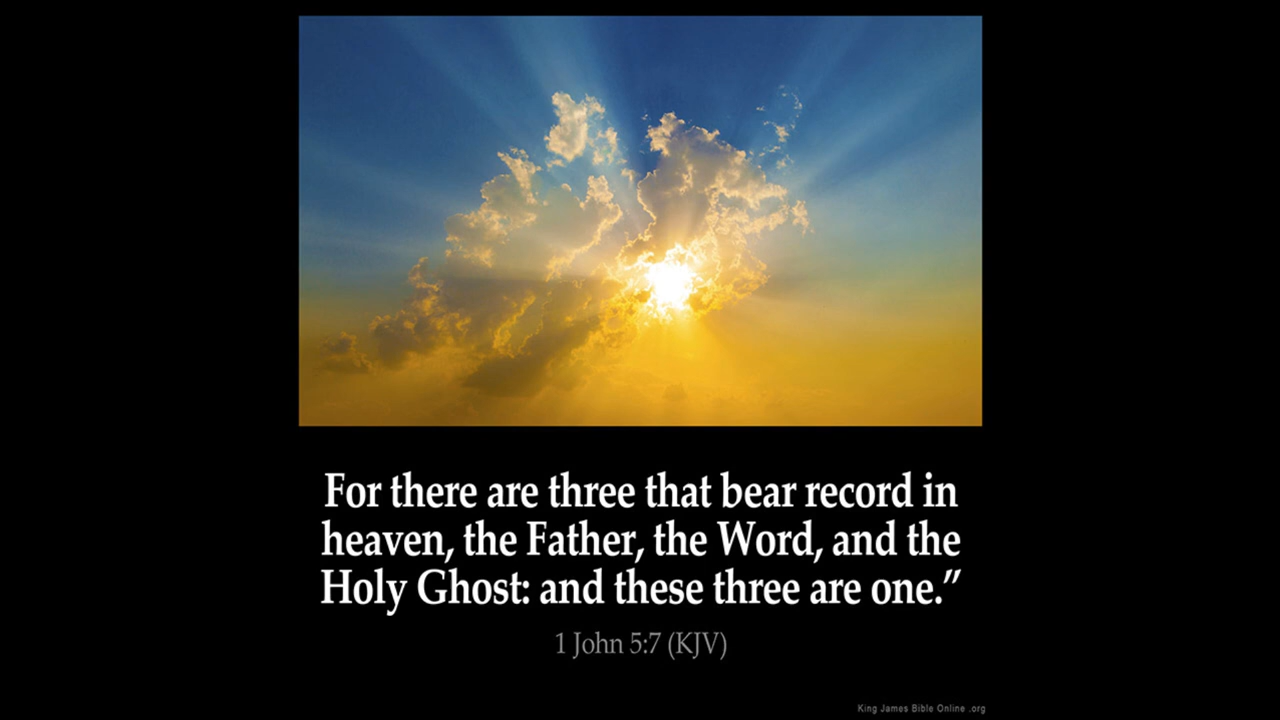 For there are three that bear record in
heaven, the Father, the Word, and the
Holy Ghost: and these three are one.”
1 John 5:7 (KJV)
King James Bible Online .org